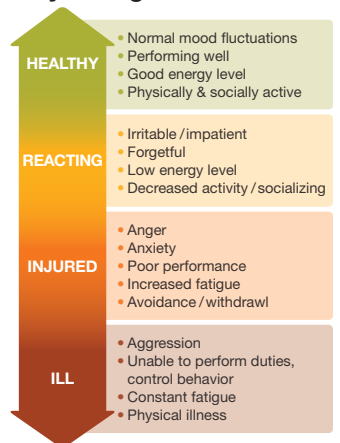 HEALTHY
• Normal mood fluctuations
• Performing well
• Good energy level
• Physically & socially active
REACTING
• Irritable / impatient
• Forgetful
• Low energy level
• Decreased activity / socializing
INJURED
• Anger
• Anxiety
• Poor performance
• Increased fatigue
• Avoidance / withdrawl
ILL
• Aggression
• Unable to perform duties,
control behavior
• Constant fatigue
• Physical illness